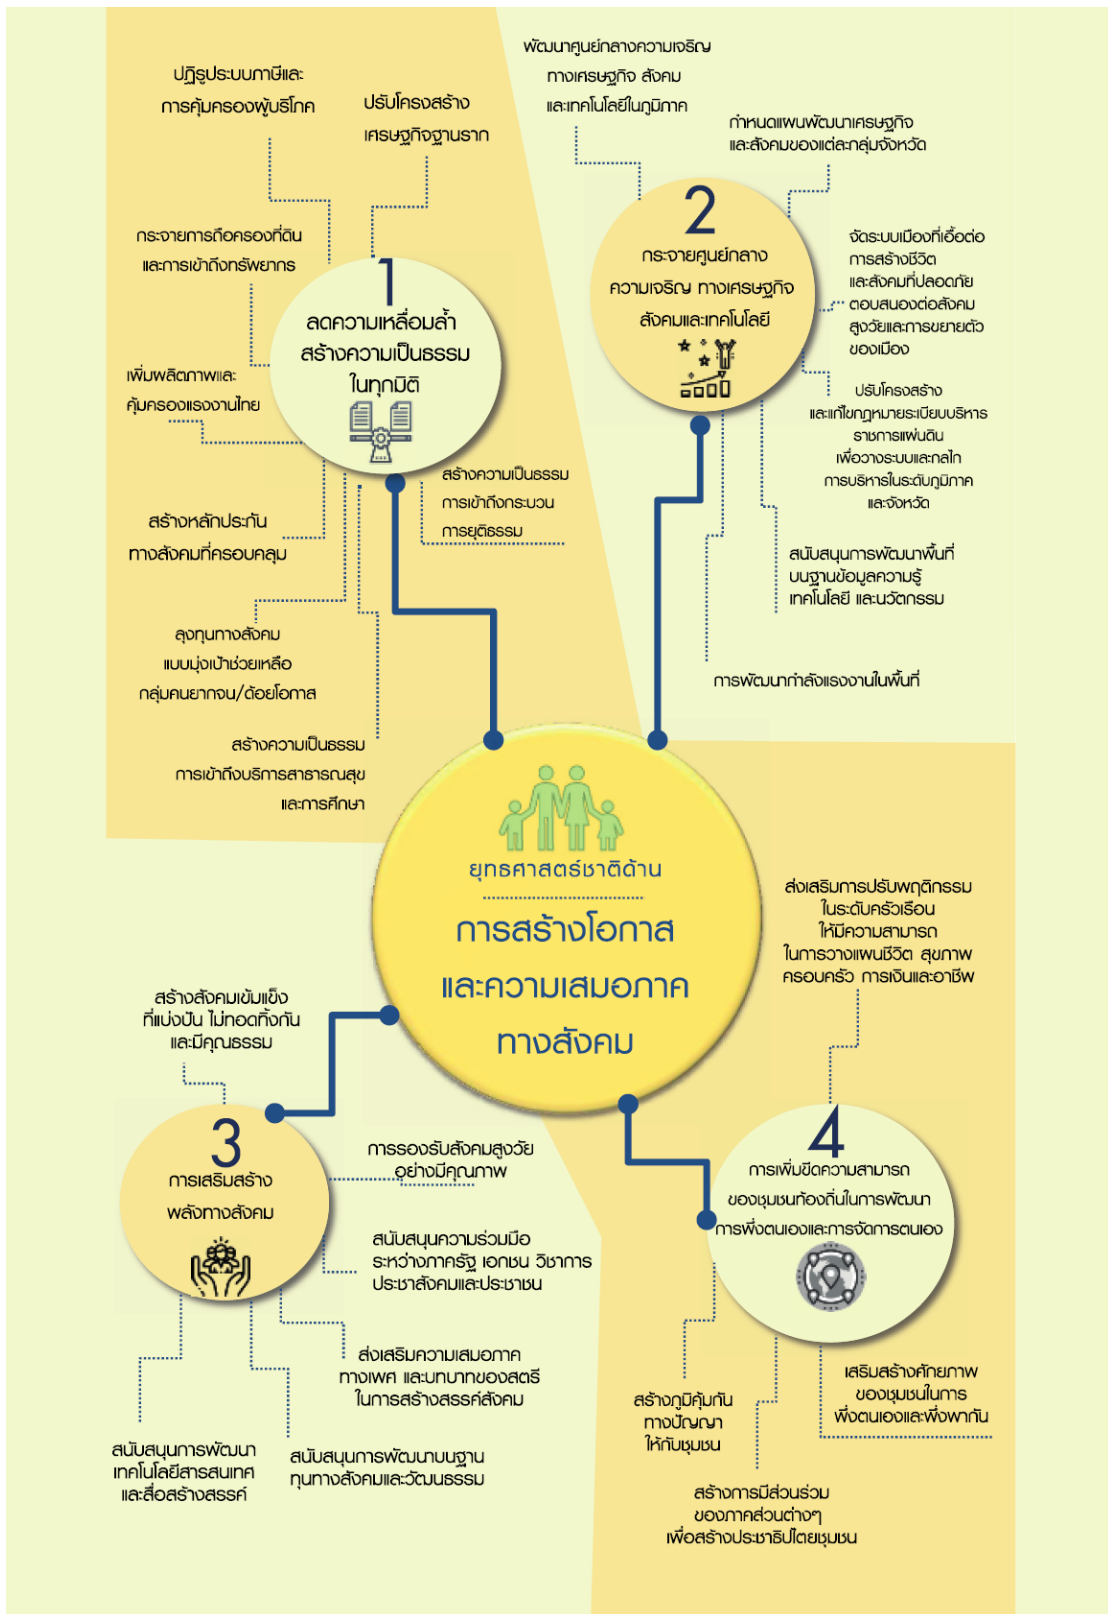 ปฏิรูประบบภาษีและ
การคุ้มครองผู้บริโภค
ปรับโครงสร้าง
เศรษฐกิจฐานราก
กระจายการถือครองที่ดิน
และการเข้าถึงทรัพยากร
1
ลดความเหลื่อมล้ำ
สร้างความเป็นธรรม
ในทุกมิติ
เพิ่มผลิตภาพและ
คุ้มครองแรงงานไทย
สร้างความเป็นธรรม
การเข้าถึงกระบวน
การยุติธรรม
สร้างหลักประกัน
ทางสังคมที่ครอบคลุม
ลงทุนทางสังคม
แบบมุ่งเป้าช่วยเหลือ
กลุ่มคนยากจน/ด้อยโอกาส
สร้างความเป็นธรรม
การเข้าถึงบริการสาธารณสุข
และการศึกษา
พัฒนาศูนย์กลางความเจริญ
ทางเศรษฐกิจ สังคม
และเทคโนโลยีในภูมิภาค
กำหนดแผนพัฒนาเศรษฐกิจ
และสังคมของแต่ละกลุ่มจังหวัด
2
กระจายศูนย์กลาง
ความเจริญ ทางเศรษฐกิจ
สังคมและเทคโนโลยี
จัดระบบเมืองที่เอื้อต่อ
การสร้างชีวิต
และสังคมที่ปลอดภัย
ตอบสนองต่อสังคม
สูงวัยและการขยายตัว
ของเมือง
ปรับโครงสร้าง
และแก้ไขกฎหมายระเบียบบริหาร
ราชการแผ่นดิน
เพื่อวางระบบและกลไก
การบริหารในระดับภูมิภาค
และจังหวัด
สนับสนุนการพัฒนาพื้นที่
บนฐานข้อมูลความรู้
เทคโนโลยี และนวัตกรรม
การพัฒนากำลังแรงงานในพื้นที่
ยุทธศาสตร์ชาติด้าน
การสร้างโอกาส
และความเสมอภาค
ทางสังคม
สร้างสังคมเข้มแข็ง
ที่แบ่งปัน ไม่ทอดทิ้งกัน
และมีคุณธรรม
3
การเสริมสร้าง
พลังทางสังคม
การรองรับสังคมสูงวัย
อย่างมีคุณภาพ
สนับสนุนความร่วมมือ
ระหว่างภาครัฐ เอกชน วิชาการ
ประชาสังคมและประชาชน
ส่งเสริมความเสมอภาค
ทางเพศ และบทบาทของสตรี
ในการสร้างสรรค์สังคม
สนับสนุนการพัฒนา
เทคโนโลยีสารสนเทศ
และสื่อสร้างสรรค์
สนับสนุนการพัฒนาบนฐาน
ทุนทางสังคมและวัฒนธรรม
ส่งเสริมการปรับพฤติกรรม
ในระดับครัวเรือน
ให้มีความสามารถ
ในการวางแผนชีวิต สุขภาพ
ครอบครัว การเงินและอาชีพ
4
การเพิ่มขีดความสามารถ
ของชุมชนท้องถิ่นในการพัฒนา
การพึ่งตนเองและการจัดการตนเอง
เสริมสร้างศักยภาพ
ของชุมชนในการ
พึ่งตนเองและพึ่งพากัน
สร้างภูมิคุ้มกัน
ทางปัญญา
ให้กับชุมชน
สร้างการมีส่วนร่วม
ของภาคส่วนต่างๆ
เพื่อสร้างประชาธิปไตยชุมชน